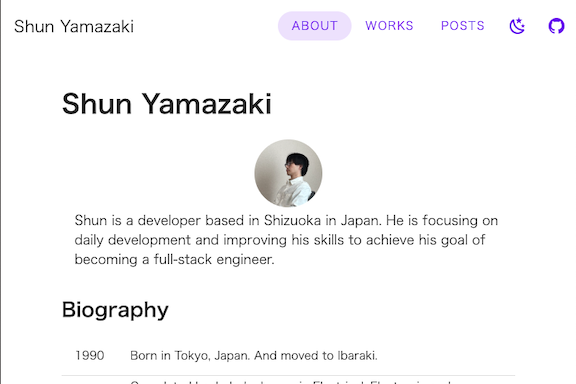 Shun Yamazaki
ABOUT
WORKS
POSTS
Shun Yamazaki
Shun is a developer based in Shizuoka in Japan. He is focusing on
daily development and improving his skills to achieve his goal of
becoming a full-stack engineer.
Biography
1990 Born in Tokyo, Japan. And moved to Ibaraki.